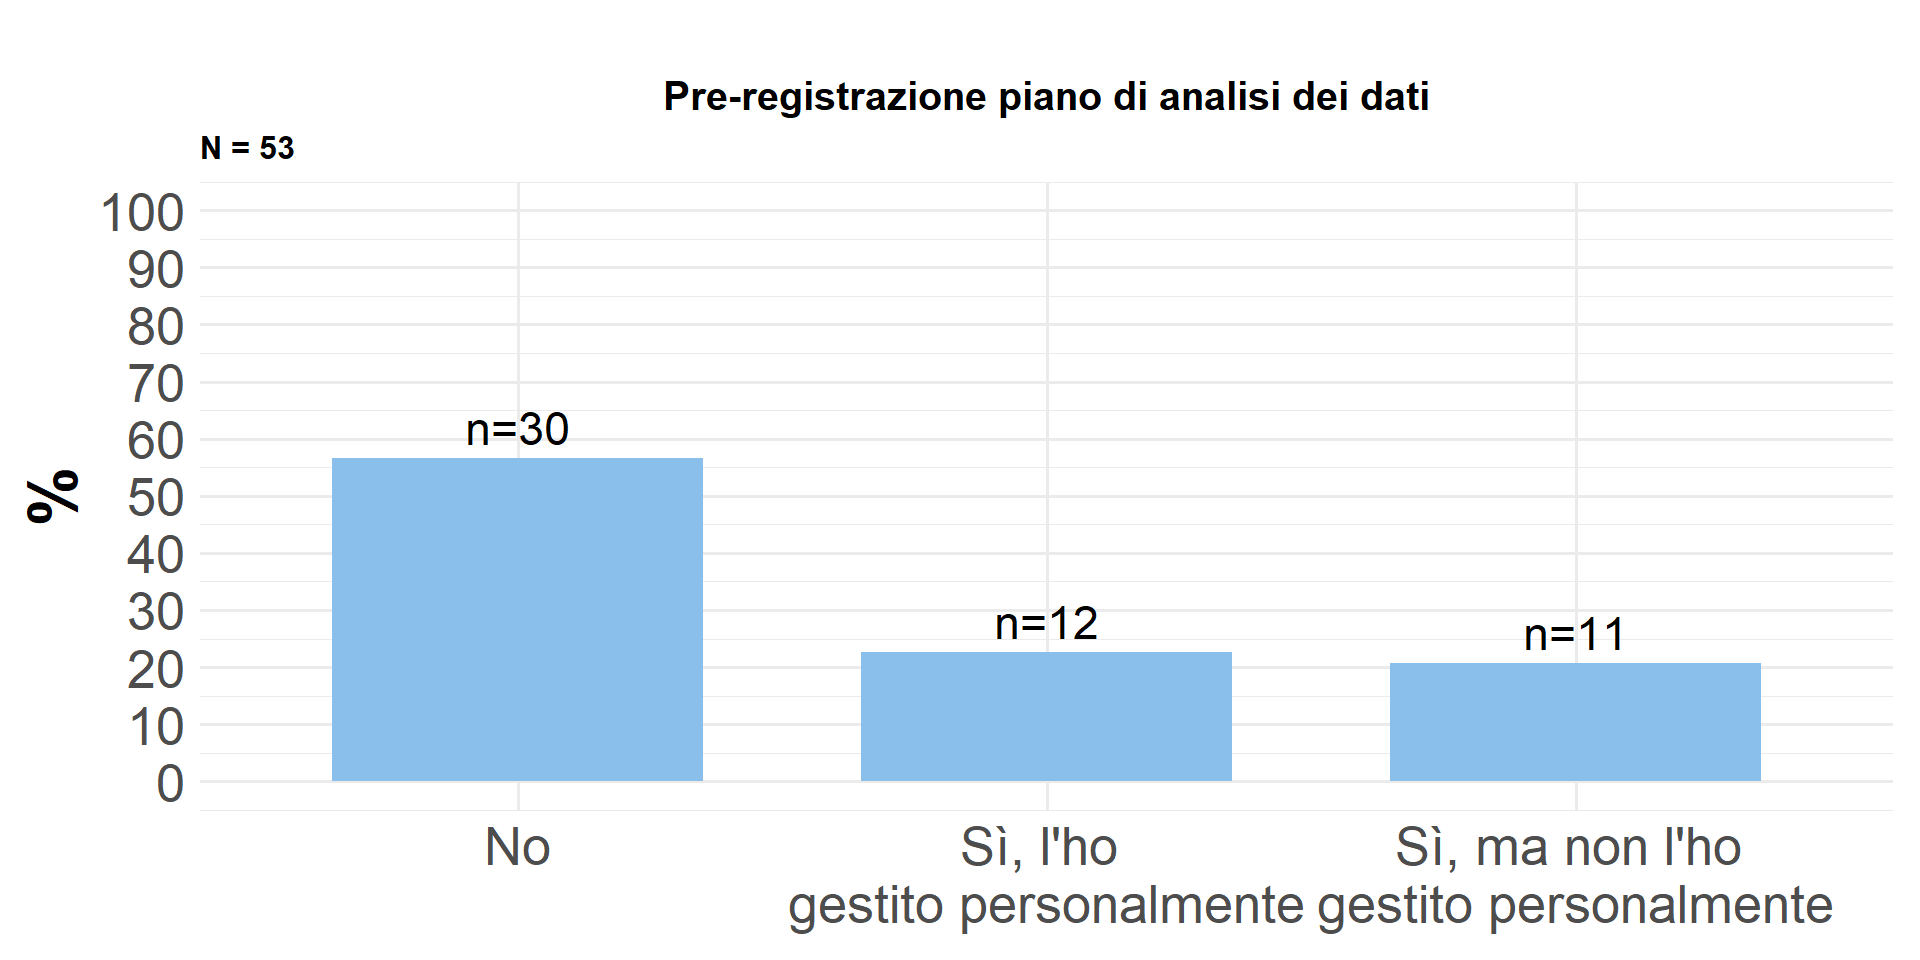 Pre-registrazione piano di analisi dei dati
N = 53
100
90
80
70
60
50
40
30
20
10
0
%
n=30
n=12
n=11
No
Sì, l'ho
gestito personalmente
Sì, ma non l'ho
gestito personalmente